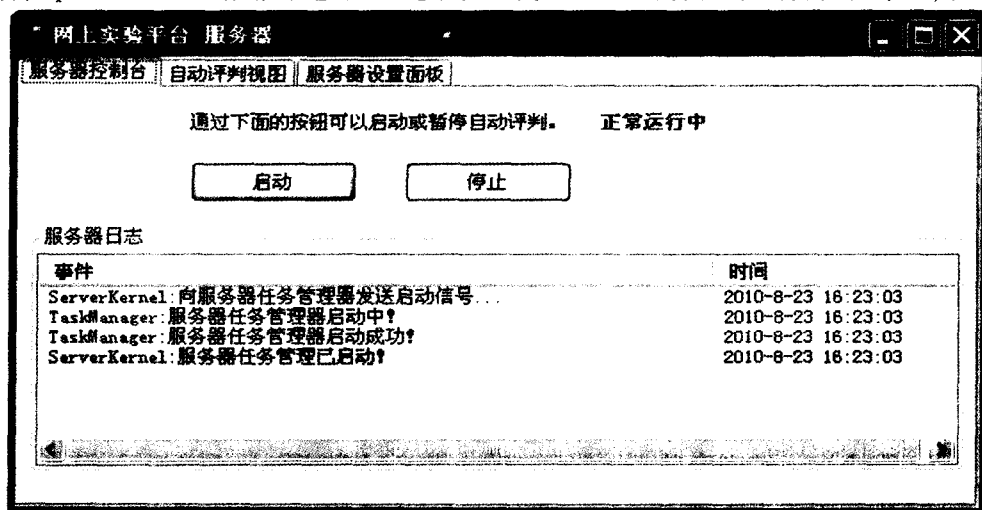 网上实验平台 服务器
服务器控制台 自动评判视图 服务器设置面板
通过下面的按钮可以启动或暂停自动评判。 正常运行中
启动 停止
服务器日志
事件 时间
ServerKernel:向服务器任务管理器发送启动信号... 2010-8-23 16:23:03
TaskManager:服务器任务管理器启动中! 2010-8-23 16:23:03
TaskManager:服务器任务管理器启动成功! 2010-8-23 16:23:03
ServerKernel:服务器任务管理已启动! 2010-8-23 16:23:03